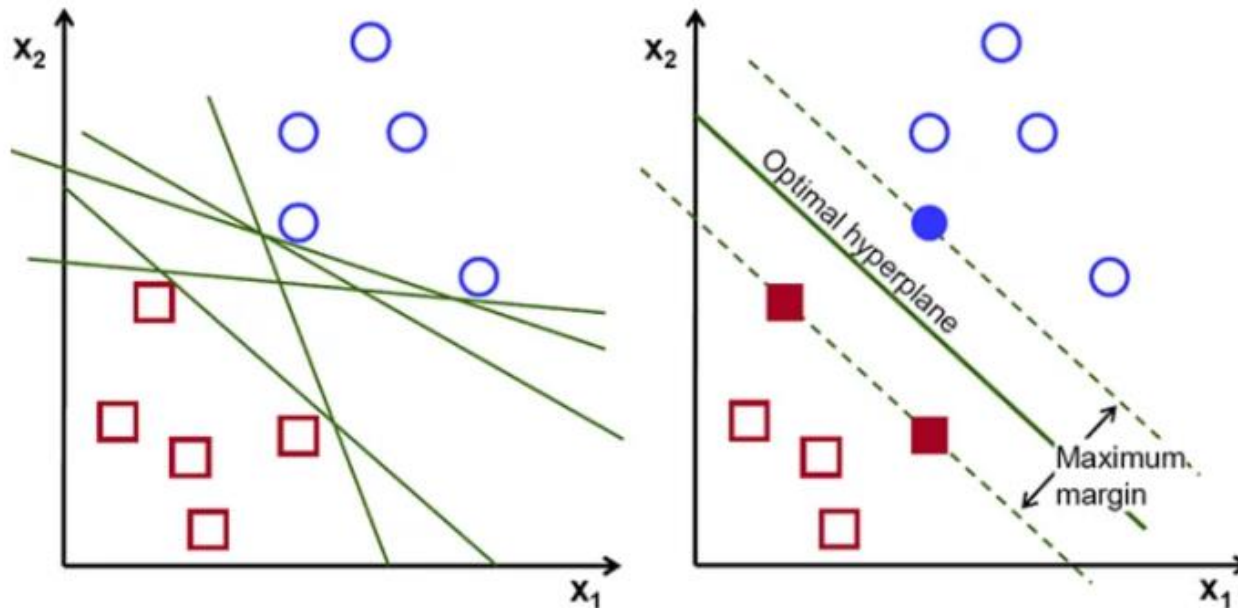 X₂
X₁
X₂
Optimal hyperplane
Maximum
margin
X₁